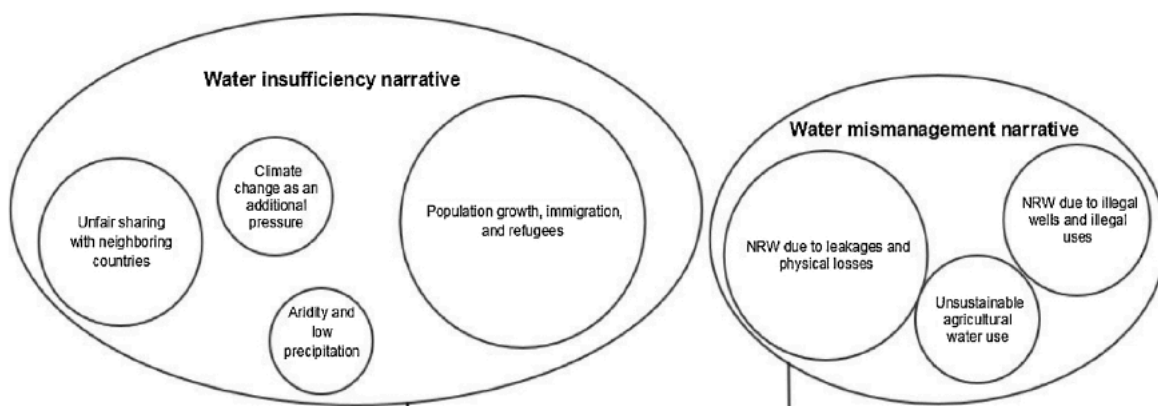 Water insufficiency narrative
Climate
change as an
additional
pressure
Unfair sharing
with neighboring
countries
Population growth, immigration,
and refugees
Aridity and
low
precipitation
Water mismanagement narrative
NRW due to illegal
wells and illegal
uses
NRW due to leakages and
physical losses
Unsustainable
agricultural
water use